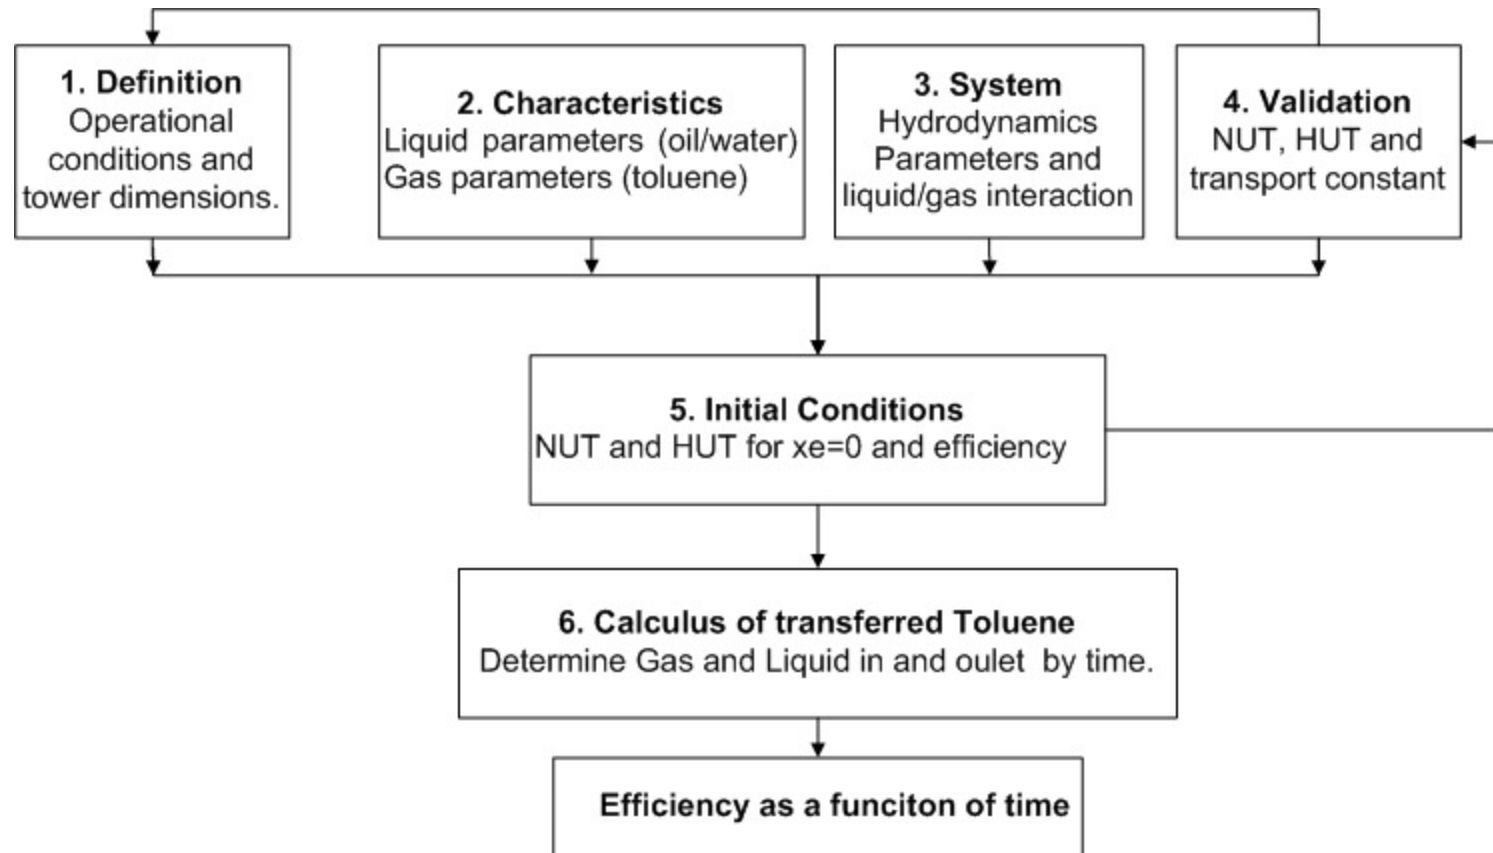 1. Definition
Operational
conditions and
tower dimensions.
2. Characteristics
Liquid parameters (oil/water)
Gas parameters (toluene)
3. System
Hydrodynamics
Parameters and
liquid/gas interaction
4. Validation
NUT, HUT and
transport constant
5. Initial Conditions
NUT and HUT for xe=0 and efficiency
6. Calculus of transferred Toluene
Determine Gas and Liquid in and oulet by time.
Efficiency as a funciton of time